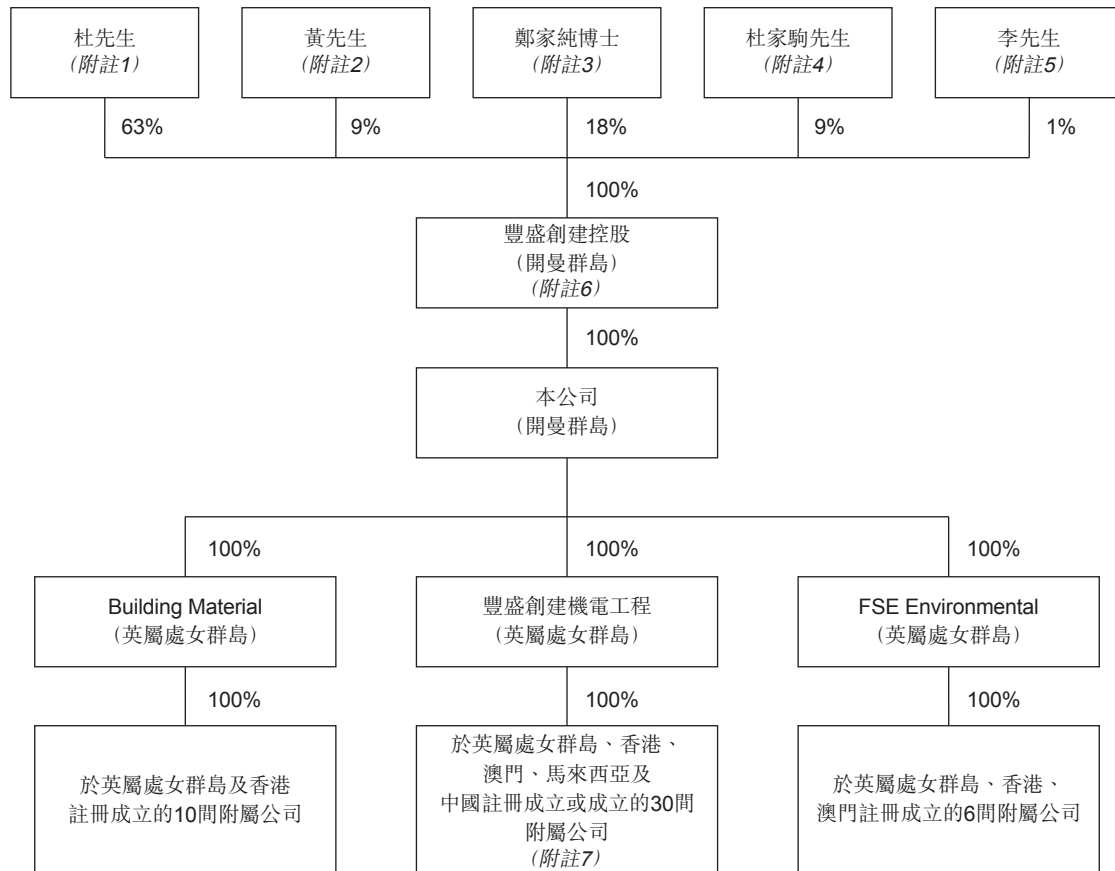 杜先生
（附註1）
黃先生
（附註2）
鄭家純博士
（附註3）
杜家駒先生
（附註4）
李先生
（附註5）
63%
9%
18%
9%
1%
100%
豐盛創建控股
（開曼群島）
（附註6）
100%
本公司
（開曼群島）
100%
100%
100%
Building Material
（英屬處女群島）
豐盛創建機電工程
（英屬處女群島）
FSE Environmental
（英屬處女群島）
100%
100%
100%
於英屬處女群島及香港
註冊成立的10間附屬公司
於英屬處女群島、香港、
澳門、馬來西亞及
中國註冊成立或成立的30間
附屬公司
（附註7）
於英屬處女群島、香港、
澳門註冊成立的6間附屬公司